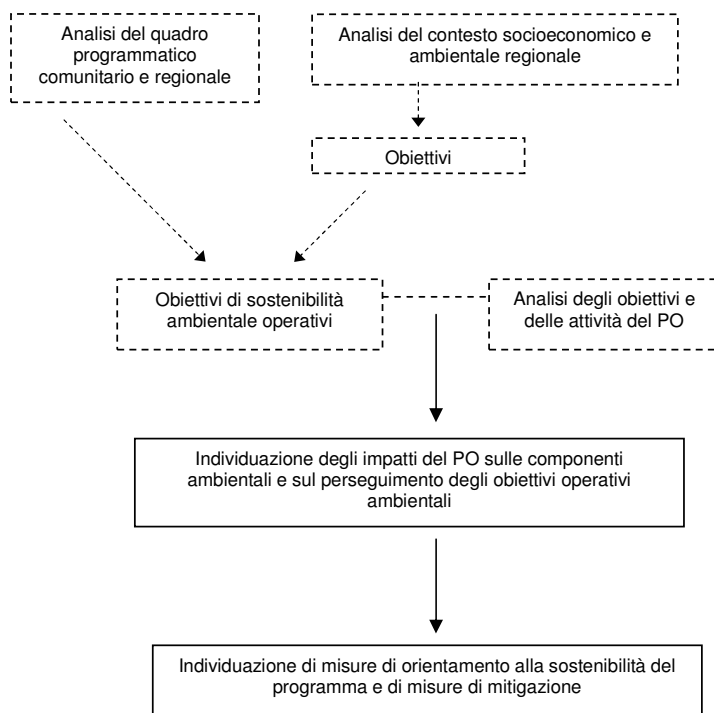 Analisi del quadro
programmatico
comunitario e regionale
Analisi del contesto socioeconomico e
ambientale regionale
Obiettivi
Obiettivi di sostenibilità
ambientale operativi
Analisi degli obiettivi e
delle attività del PO
Individuazione degli impatti del PO sulle componenti
ambientali e sul perseguimento degli obiettivi operativi
ambientali
Individuazione di misure di orientamento alla sostenibilità del
programma e di misure di mitigazione